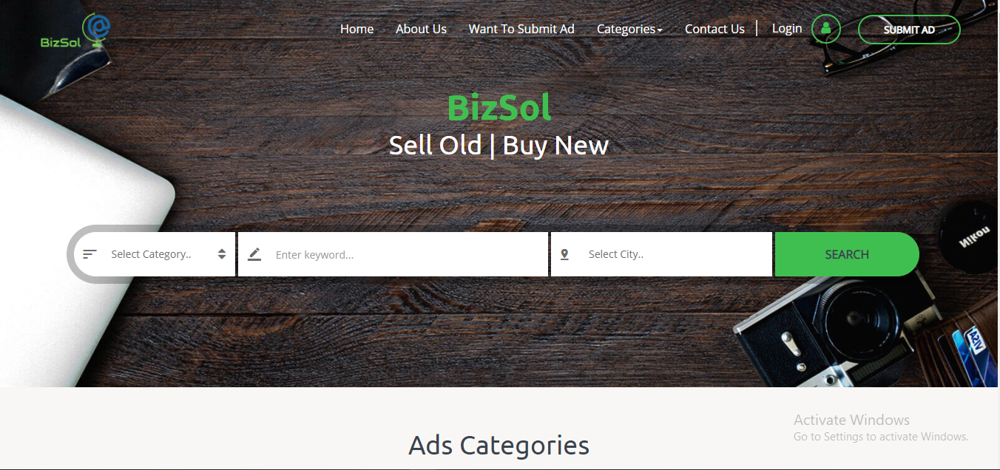 BizSol
Home
About Us
Want To Submit Ad
Categories
Contact Us
Login
SUBMIT AD
BizSol
Sell Old | Buy New
Select Category..
Enter keyword...
Select City..
SEARCH
Nikon
VISA
Ads Categories
Activate Windows
Go to Settings to activate Windows.